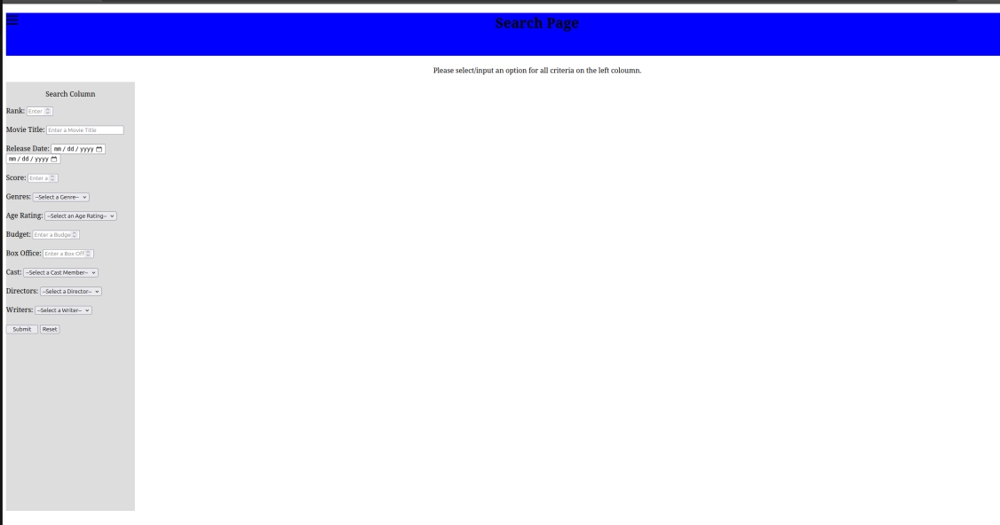 Search Page
Please select/input an option for all criteria on the left coloumn.
Search Column
Rank: Enter
Movie Title: Enter a Movie Title
Release Date: mm / dd / yyyy
mm / dd / yyyy
Score: Enter a
Genres: --Select a Genre--
Age Rating: --Select an Age Rating--
Budget: Enter a Budge
Box Office: Enter a Box Off
Cast: --Select a Cast Member--
Directors: --Select a Director--
Writers: --Select a Writer--
Submit Reset